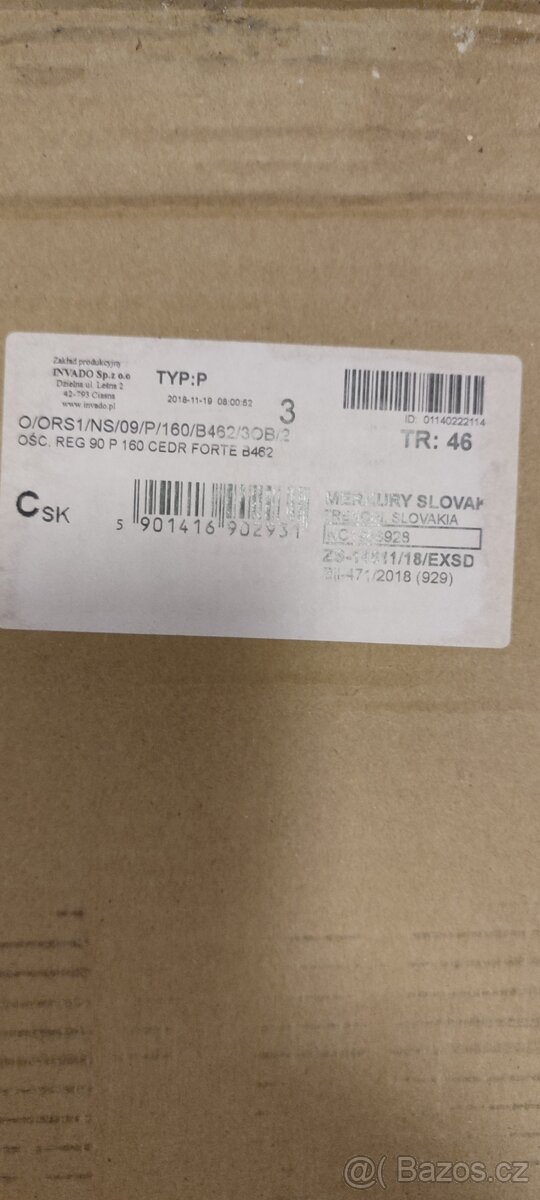 Zakład produkcyjny
INVADO Sp.z o.o
Dzielna ul. Leśna 2
42-793 Ciasna
www.invado.pl
TYP:P
2018-11-19 08:00:52
3
ID: 01140222114
TR: 46
O/ORS1/NS/09/P/160/B462/3OB/2
OŚC. REG 90 P 160 CEDR FORTE B462
CSK
5 901416 902931
MERKURY SLOVAK
SLOVAKIA
/18/EXSD
471/2018 (929)
@ Bazos.cz